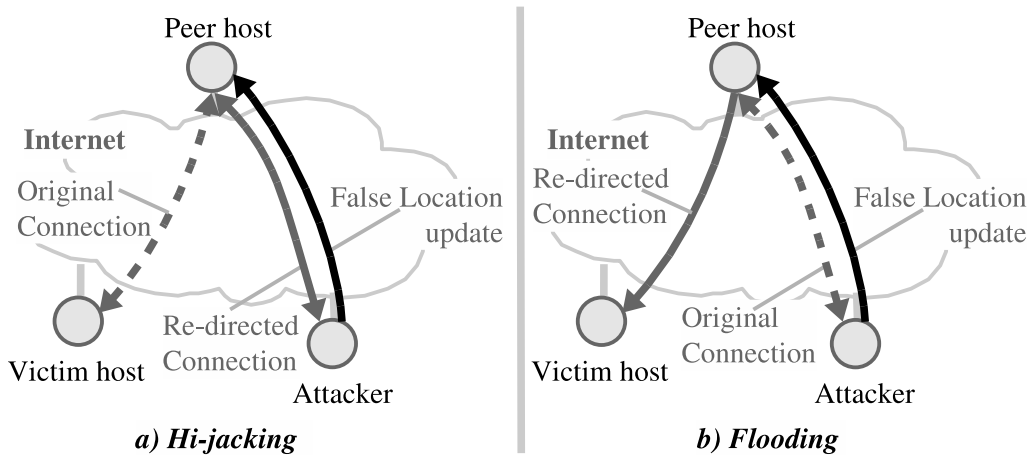 Peer host
Internet
Original
Connection
False Location
update
Re-directed
Connection
Victim host
Attacker
a) Hi-jacking
Peer host
Internet
Re-directed
Connection
False Location
update
Original
Connection
Victim host
Attacker
b) Flooding